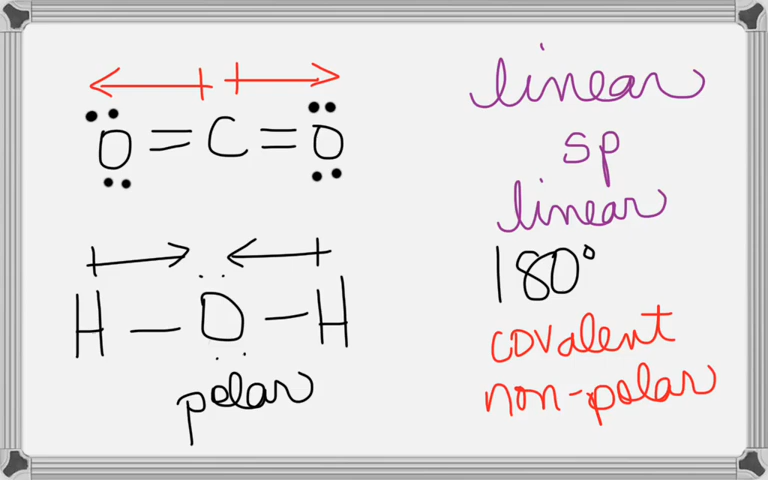 O=C=O
H-O-H
polar
linear
sp
linear
180°
covalent
non-polar